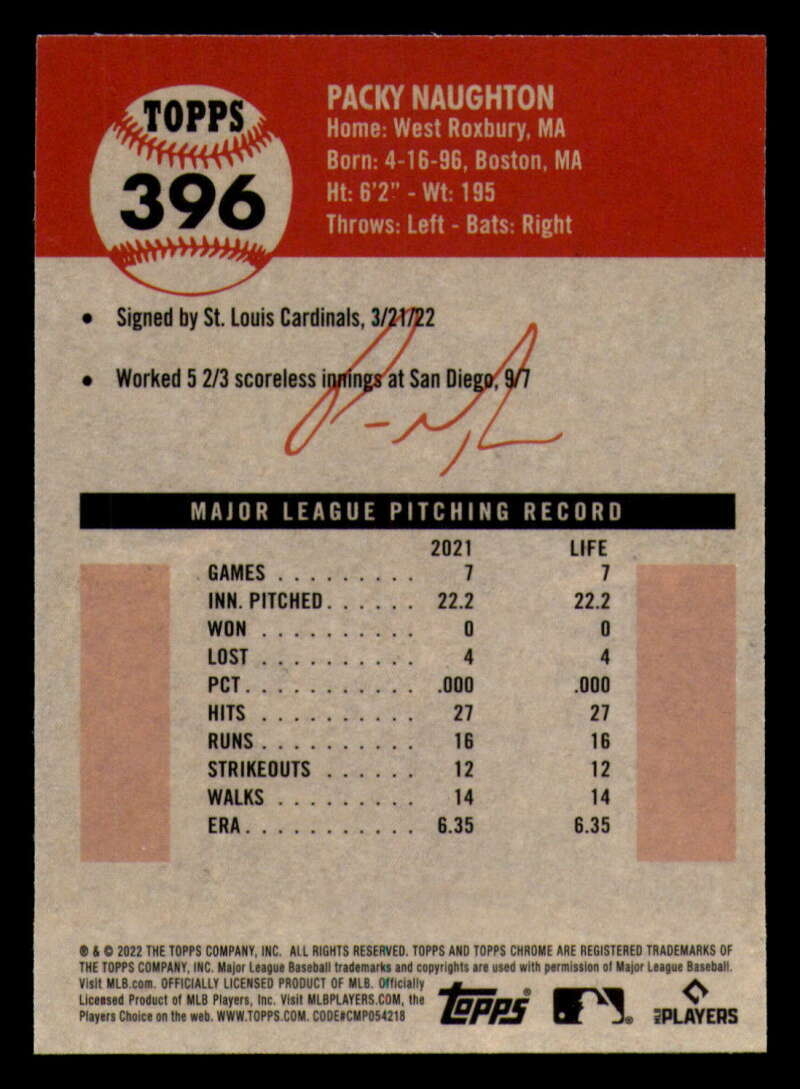 TOPPS
396
PACKY NAUGHTON
Home: West Roxbury, MA
Born: 4-16-96, Boston, MA
Ht: 6'2" - Wt: 195
Throws: Left - Bats: Right
• Signed by St. Louis Cardinals, 3/21/22
• Worked 5 2/3 scoreless innings at San Diego, 9/7
MAJOR LEAGUE PITCHING RECORD
2021 LIFE
GAMES . . . . . . . . . . 7 7
INN. PITCHED. . . . . . 22.2 22.2
WON . . . . . . . . . . . 0 0
LOST . . . . . . . . . . 4 4
PCT. . . . . . . . . . . .000 .000
HITS . . . . . . . . . . 27 27
RUNS. . . . . . . . . . 16 16
STRIKEOUTS . . . . . . 12 12
WALKS . . . . . . . . . 14 14
ERA. . . . . . . . . . . 6.35 6.35
® & © 2022 THE TOPPS COMPANY, INC. ALL RIGHTS RESERVED. TOPPS AND TOPPS CHROME ARE REGISTERED TRADEMARKS OF
THE TOPPS COMPANY, INC. Major League Baseball trademarks and copyrights are used with permission of Major League Baseball.
Visit MLB.com. OFFICIALLY LICENSED PRODUCT OF MLB. Officially
Licensed Product of MLB Players, Inc. Visit MLBPLAYERS.COM, the
Players Choice on the web. WWW.TOPPS.COM. CODE#CMP054218
TOPPS® ® MLB PLAYERS